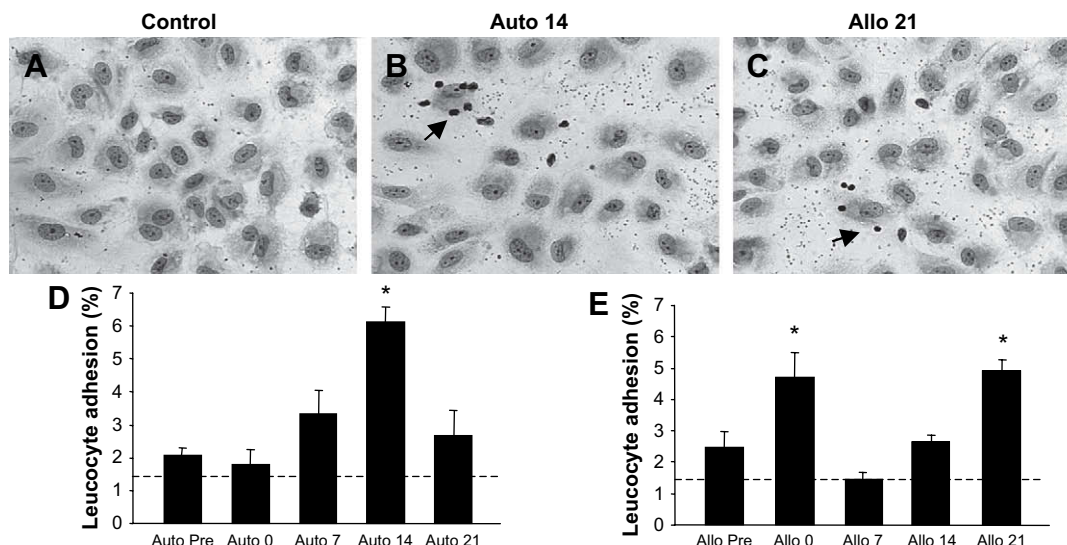 Control Auto 14 Allo 21
A B C
D E
Leucocyte adhesion (%)
7
6
5
4
3
2
1
0
*
Auto Pre Auto 0 Auto 7 Auto 14 Auto 21
Leucocyte adhesion (%)
7
6
5
4
3
2
1
0
* *
Allo Pre Allo 0 Allo 7 Allo 14 Allo 21